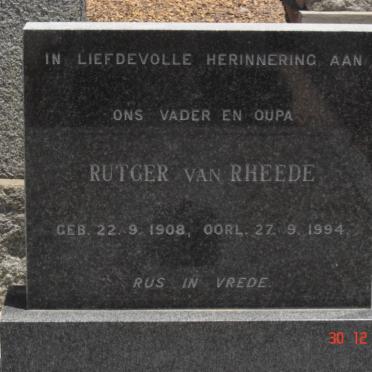 IN LIEFDEVOLLE HERINNERING AAN
ONS VADER EN OUPA
RUTGER VAN RHEEDE
GEB. 22. 9. 1908, OORL. 27. 9. 1994.
RUS IN VREDE.
30 12